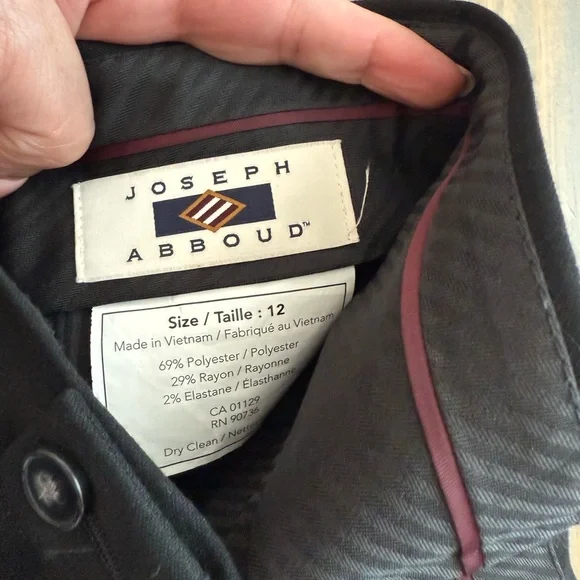 JOSEPH
ABBOUD™
Size / Taille : 12
Made in Vietnam / Fabriqué au Vietnam
69% Polyester / Polyester
29% Rayon / Rayonne
2% Elastane / Élasthanne
CA 01129
RN 90736
Dry Clean /